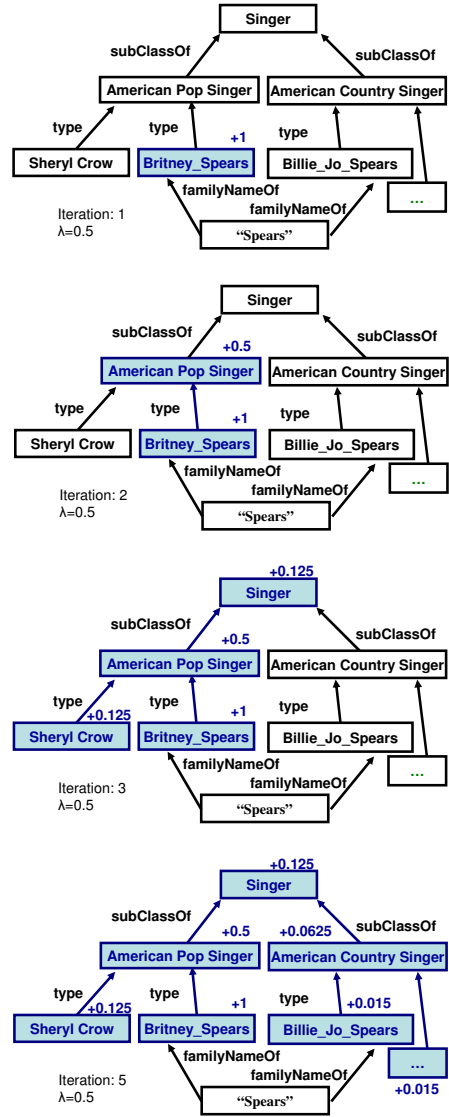 Singer
subClassOf
subClassOf
American Pop Singer
American Country Singer
type
+1
type
Sheryl Crow
Britney_Spears
Billie_Jo_Spears
familyNameOf
familyNameOf
...
Iteration: 1
λ=0.5
“Spears”
Singer
subClassOf
+0.5
subClassOf
American Pop Singer
American Country Singer
type
+1
type
Sheryl Crow
Britney_Spears
Billie_Jo_Spears
familyNameOf
familyNameOf
...
Iteration: 2
λ=0.5
“Spears”
+0.125
Singer
subClassOf
+0.5
subClassOf
American Pop Singer
American Country Singer
type
+0.125
type
+1
type
Sheryl Crow
Britney_Spears
Billie_Jo_Spears
familyNameOf
familyNameOf
...
Iteration: 3
λ=0.5
“Spears”
+0.125
Singer
subClassOf
+0.5
+0.0625
subClassOf
American Pop Singer
American Country Singer
type
+0.125
type
+1
type
+0.015
Sheryl Crow
Britney_Spears
Billie_Jo_Spears
familyNameOf
familyNameOf
...
+0.015
Iteration: 5
λ=0.5
“Spears”